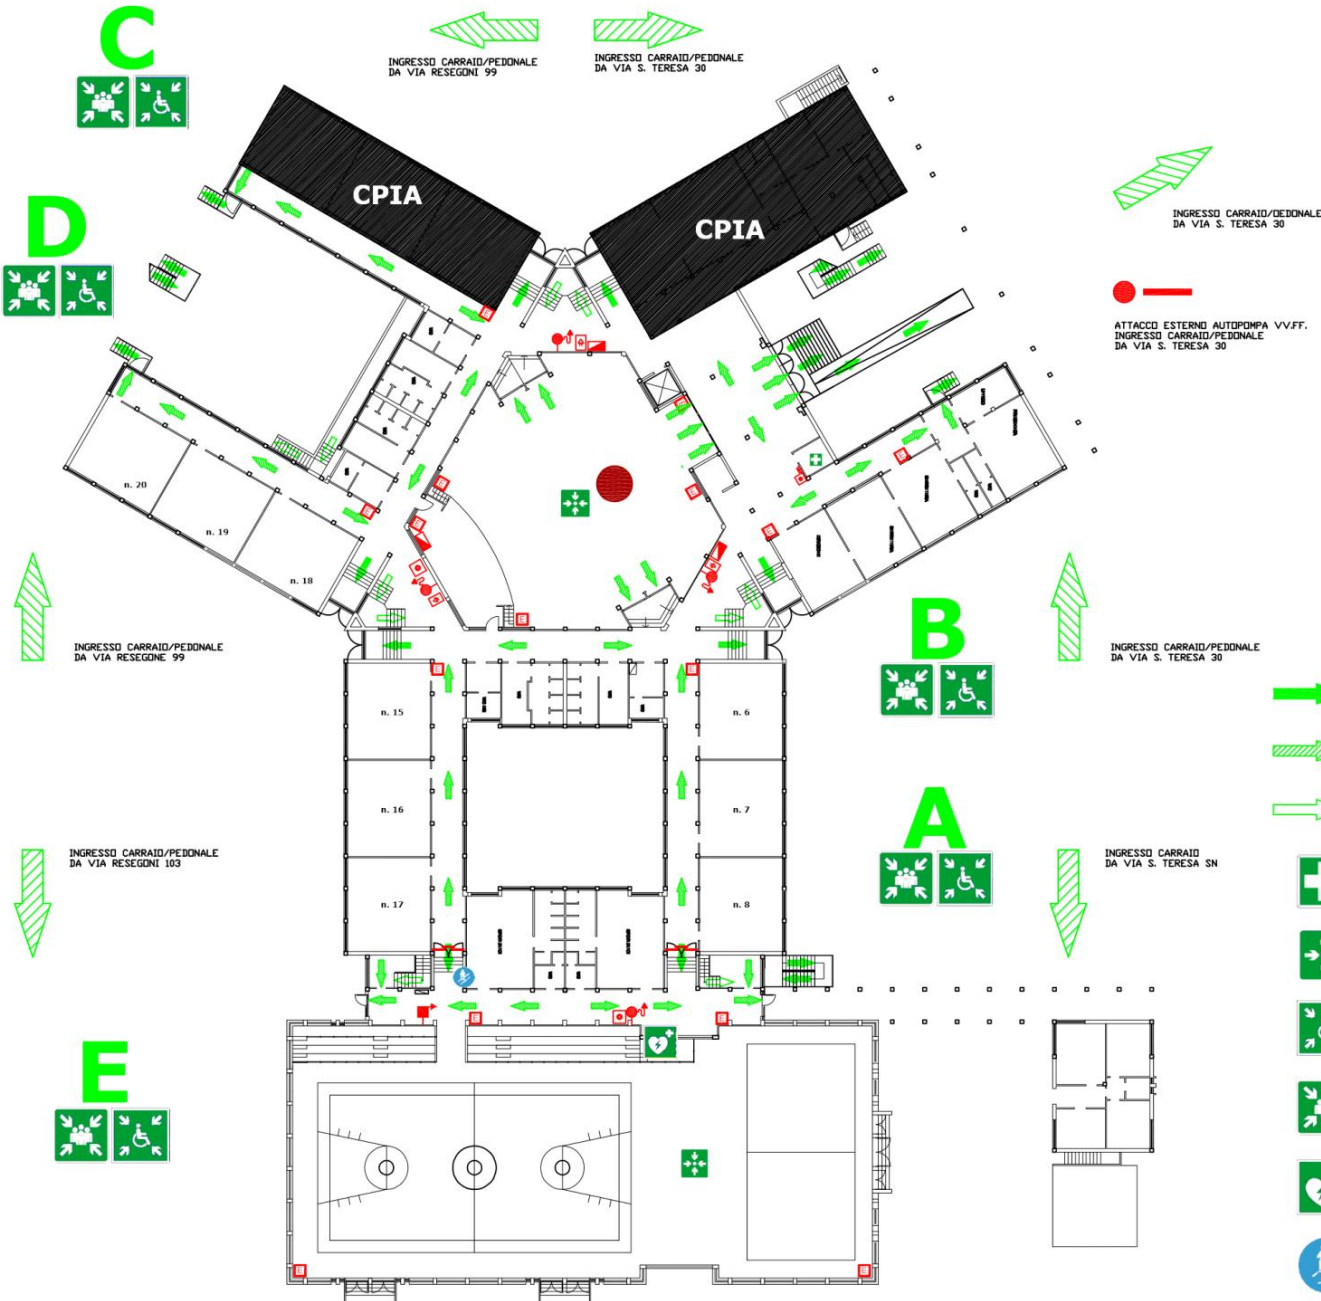 C
INGRESSO CARRAIO/PEDONALE
DA VIA RESEGONI 99
INGRESSO CARRAIO/PEDONALE
DA VIA S. TERESA 30
D
CPIA
CPIA
INGRESSO CARRAIO/DEDONALE
DA VIA S. TERESA 30
ATTACCO ESTERNO AUTOPOMPA VV.FF.
INGRESSO CARRAIO/PEDONALE
DA VIA S. TERESA 30
n. 20
n. 19
n. 18
INGRESSO CARRAIO/PEDONALE
DA VIA RESEGONE 99
B
INGRESSO CARRAIO/PEDONALE
DA VIA S. TERESA 30
n. 15
n. 6
n. 16
n. 7
A
INGRESSO CARRAIO/PEDONALE
DA VIA RESEGONI 103
INGRESSO CARRAIO
DA VIA S. TERESA SN
n. 17
n. 8
E